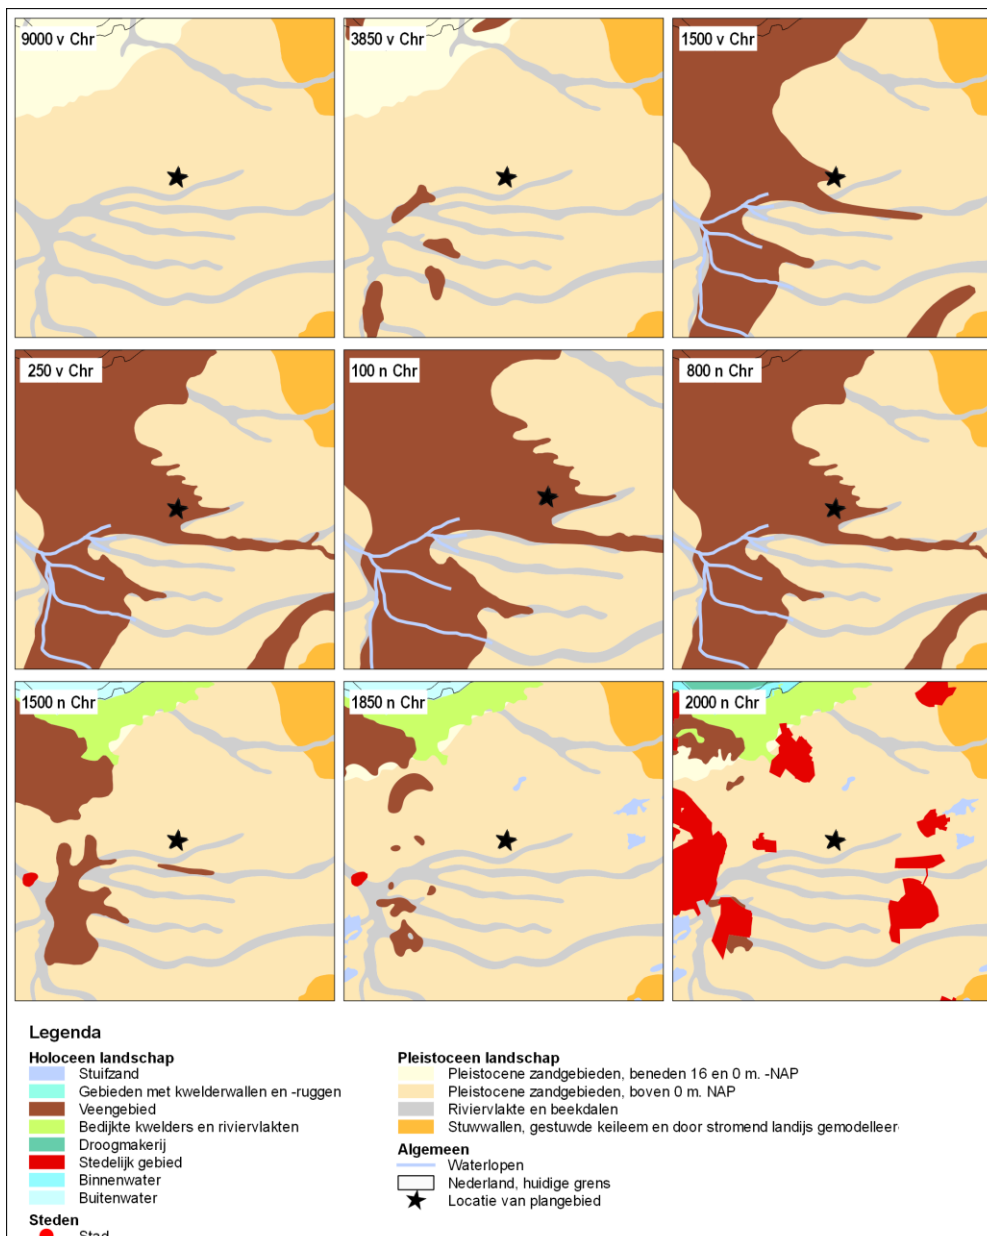 9000 v Chr
3850 v Chr
1500 v Chr
250 v Chr
100 n Chr
800 n Chr
1500 n Chr
1850 n Chr
2000 n Chr
Legenda
Holoceen landschap
Stuifzand
Gebieden met kwelderwallen en -ruggen
Veengebied
Bedijkte kwelders en riviervlakten
Droogmakerij
Stedelijk gebied
Binnenwater
Buitenwater
Steden
Stad
Pleistoceen landschap
Pleistocene zandgebieden, beneden 16 en 0 m. -NAP
Pleistocene zandgebieden, boven 0 m. NAP
Riviervlakte en beekdalen
Stuwwallen, gestuwde keileem en door stromend landijs gemodelleer
Algemeen
Waterlopen
Nederland, huidige grens
Locatie van plangebied